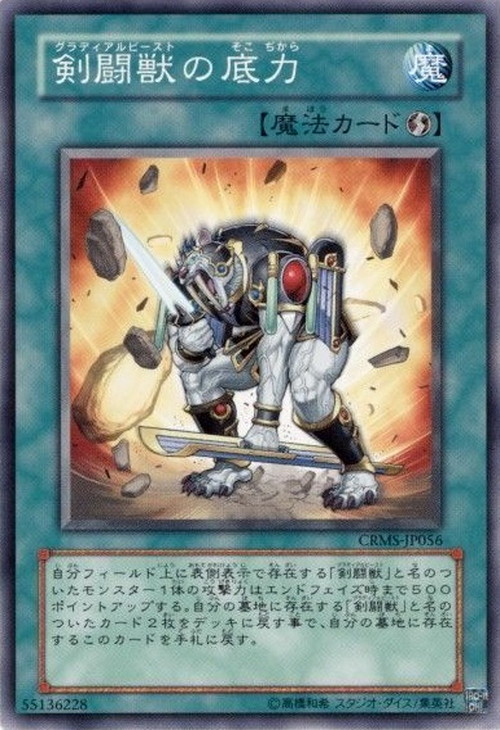 グラディアルビースト そこ ぢから
剣闘獣の底力
魔
まほう
【魔法カード】
CRMS-JP056
自分フィールド上に表側表示で存在する「剣闘獣」と名のつ
いたモンスター1体の攻撃力はエンドフェイズ時まで500
ポイントアップする。自分の墓地に存在する「剣闘獣」と名の
ついたカード2枚をデッキに戻す事で、自分の墓地に存在
するこのカードを手札に戻す。
55136228
©高橋和希 スタジオ・ダイス/集英社